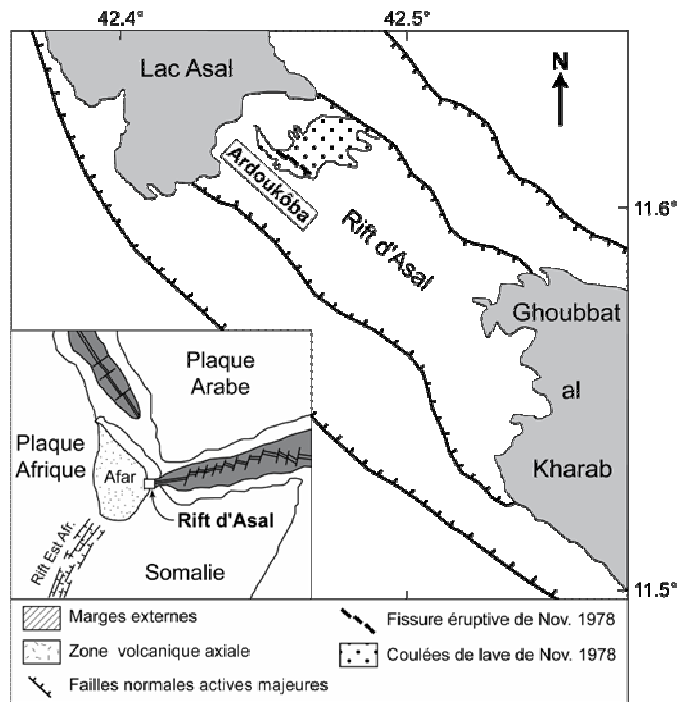 42.4°
42.5°
Lac Asal
N
Ardoukôba
11.6°
Rift d'Asal
Ghoubbat
al
Kharab
Plaque
Arabe
Plaque
Afrique
Afar
Rift d'Asal
Rift Est Afr.
Somalie
11.5°
Marges externes
Zone volcanique axiale
Failles normales actives majeures
Fissure éruptive de Nov. 1978
Coulées de lave de Nov. 1978